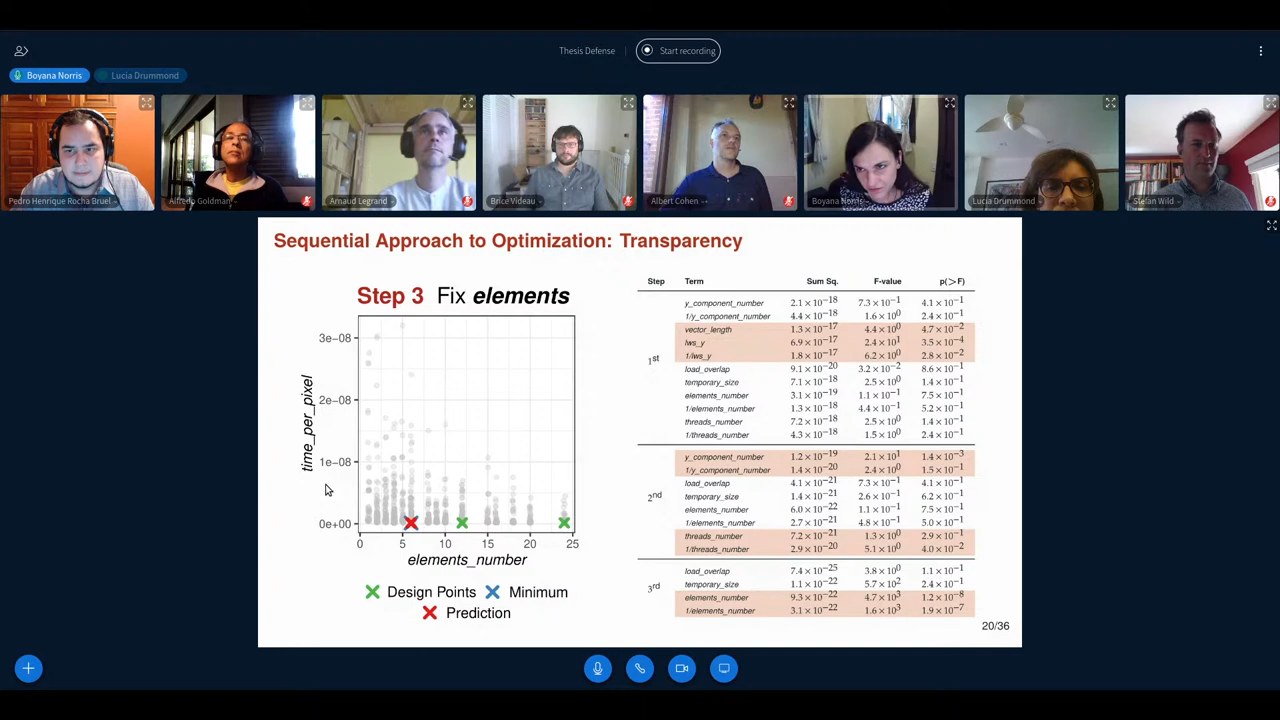 Thesis Defense
Start recording
Boyana Norris
Lucia Drummond
Pedro Henrique Rocha Bruel
Alfredo Goldman
Arnaud Legrand
Brice Videau
Albert Cohen
Boyana Norris
Lucia Drummond
Stefan Wild
Sequential Approach to Optimization: Transparency
Step 3 Fix elements
3e−08
2e−08
1e−08
0e+00
time_per_pixel
0 5 10 15 20 25
elements_number
Design Points Minimum
Prediction
Step Term Sum Sq. F-value p(>F)
y_component_number 2.1×10⁻¹⁸ 7.3×10⁻¹ 4.1×10⁻¹
1/y_component_number 4.4×10⁻¹⁸ 1.6×10⁰ 2.4×10⁻¹
vector_length 1.3×10⁻¹⁷ 4.4×10⁰ 4.7×10⁻²
lws_y 6.9×10⁻¹⁷ 2.4×10¹ 3.5×10⁻⁴
1/lws_y 1.8×10⁻¹⁷ 6.2×10⁰ 2.8×10⁻²
1st load_overlap 9.1×10⁻²⁰ 3.2×10⁻² 8.6×10⁻¹
temporary_size 7.1×10⁻¹⁸ 2.5×10⁰ 1.4×10⁻¹
elements_number 3.1×10⁻¹⁹ 1.1×10⁻¹ 7.5×10⁻¹
1/elements_number 1.3×10⁻¹⁸ 4.4×10⁻¹ 5.2×10⁻¹
threads_number 7.2×10⁻¹⁸ 2.5×10⁰ 1.4×10⁻¹
1/threads_number 4.3×10⁻¹⁸ 1.5×10⁰ 2.4×10⁻¹
y_component_number 1.2×10⁻¹⁹ 2.1×10¹ 1.4×10⁻³
1/y_component_number 1.4×10⁻²⁰ 2.4×10⁰ 1.5×10⁻¹
load_overlap 4.1×10⁻²¹ 7.3×10⁻¹ 4.1×10⁻¹
2nd temporary_size 1.4×10⁻²¹ 2.6×10⁻¹ 6.2×10⁻¹
elements_number 6.0×10⁻²² 1.1×10⁻¹ 7.5×10⁻¹
1/elements_number 2.7×10⁻²¹ 4.8×10⁻¹ 5.0×10⁻¹
threads_number 7.2×10⁻²¹ 1.3×10⁰ 2.9×10⁻¹
1/threads_number 2.9×10⁻²⁰ 5.1×10⁰ 4.0×10⁻²
load_overlap 7.4×10⁻²⁵ 3.8×10⁰ 1.1×10⁻¹
3rd temporary_size 1.1×10⁻²² 5.7×10² 2.4×10⁻¹
elements_number 9.3×10⁻²² 4.7×10³ 1.2×10⁻⁸
1/elements_number 3.1×10⁻²² 1.6×10³ 1.9×10⁻⁷
20/36